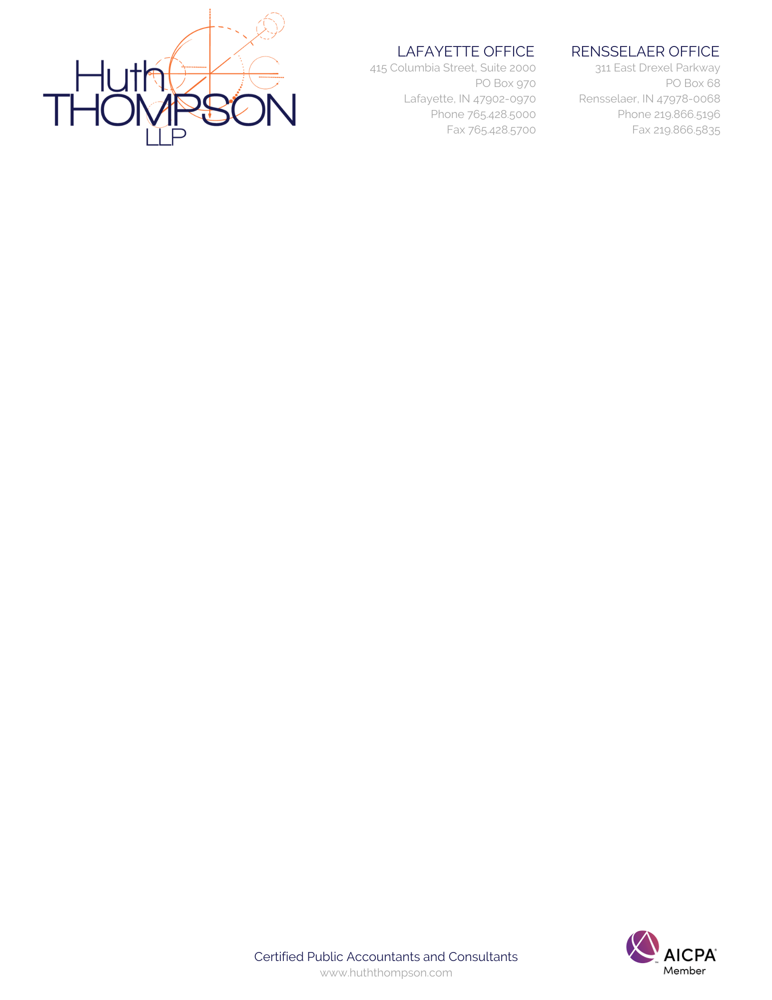 Huth
THOMPSON
LLP
LAFAYETTE OFFICE
415 Columbia Street, Suite 2000
PO Box 970
Lafayette, IN 47902-0970
Phone 765.428.5000
Fax 765.428.5700
RENSSELAER OFFICE
311 East Drexel Parkway
PO Box 68
Rensselaer, IN 47978-0068
Phone 219.866.5196
Fax 219.866.5835
Certified Public Accountants and Consultants
www.huththompson.com
™ AICPA®
Member